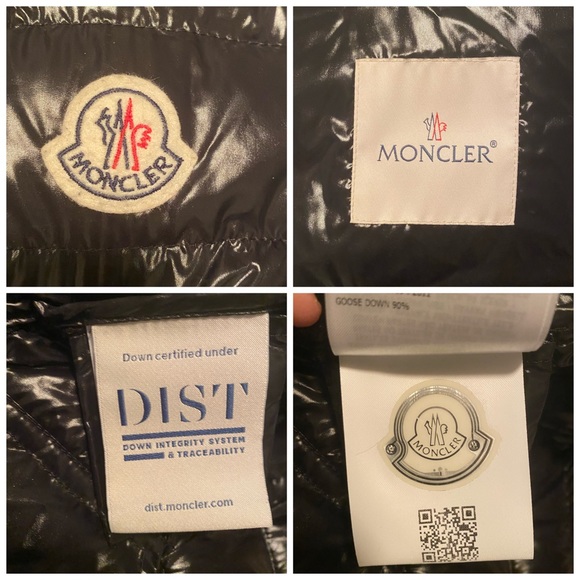 MONCLER
MONCLER®
Down certified under
DIST
DOWN INTEGRITY SYSTEM
& TRACEABILITY
dist.moncler.com
GOOSE DOWN 90%
MONCLER